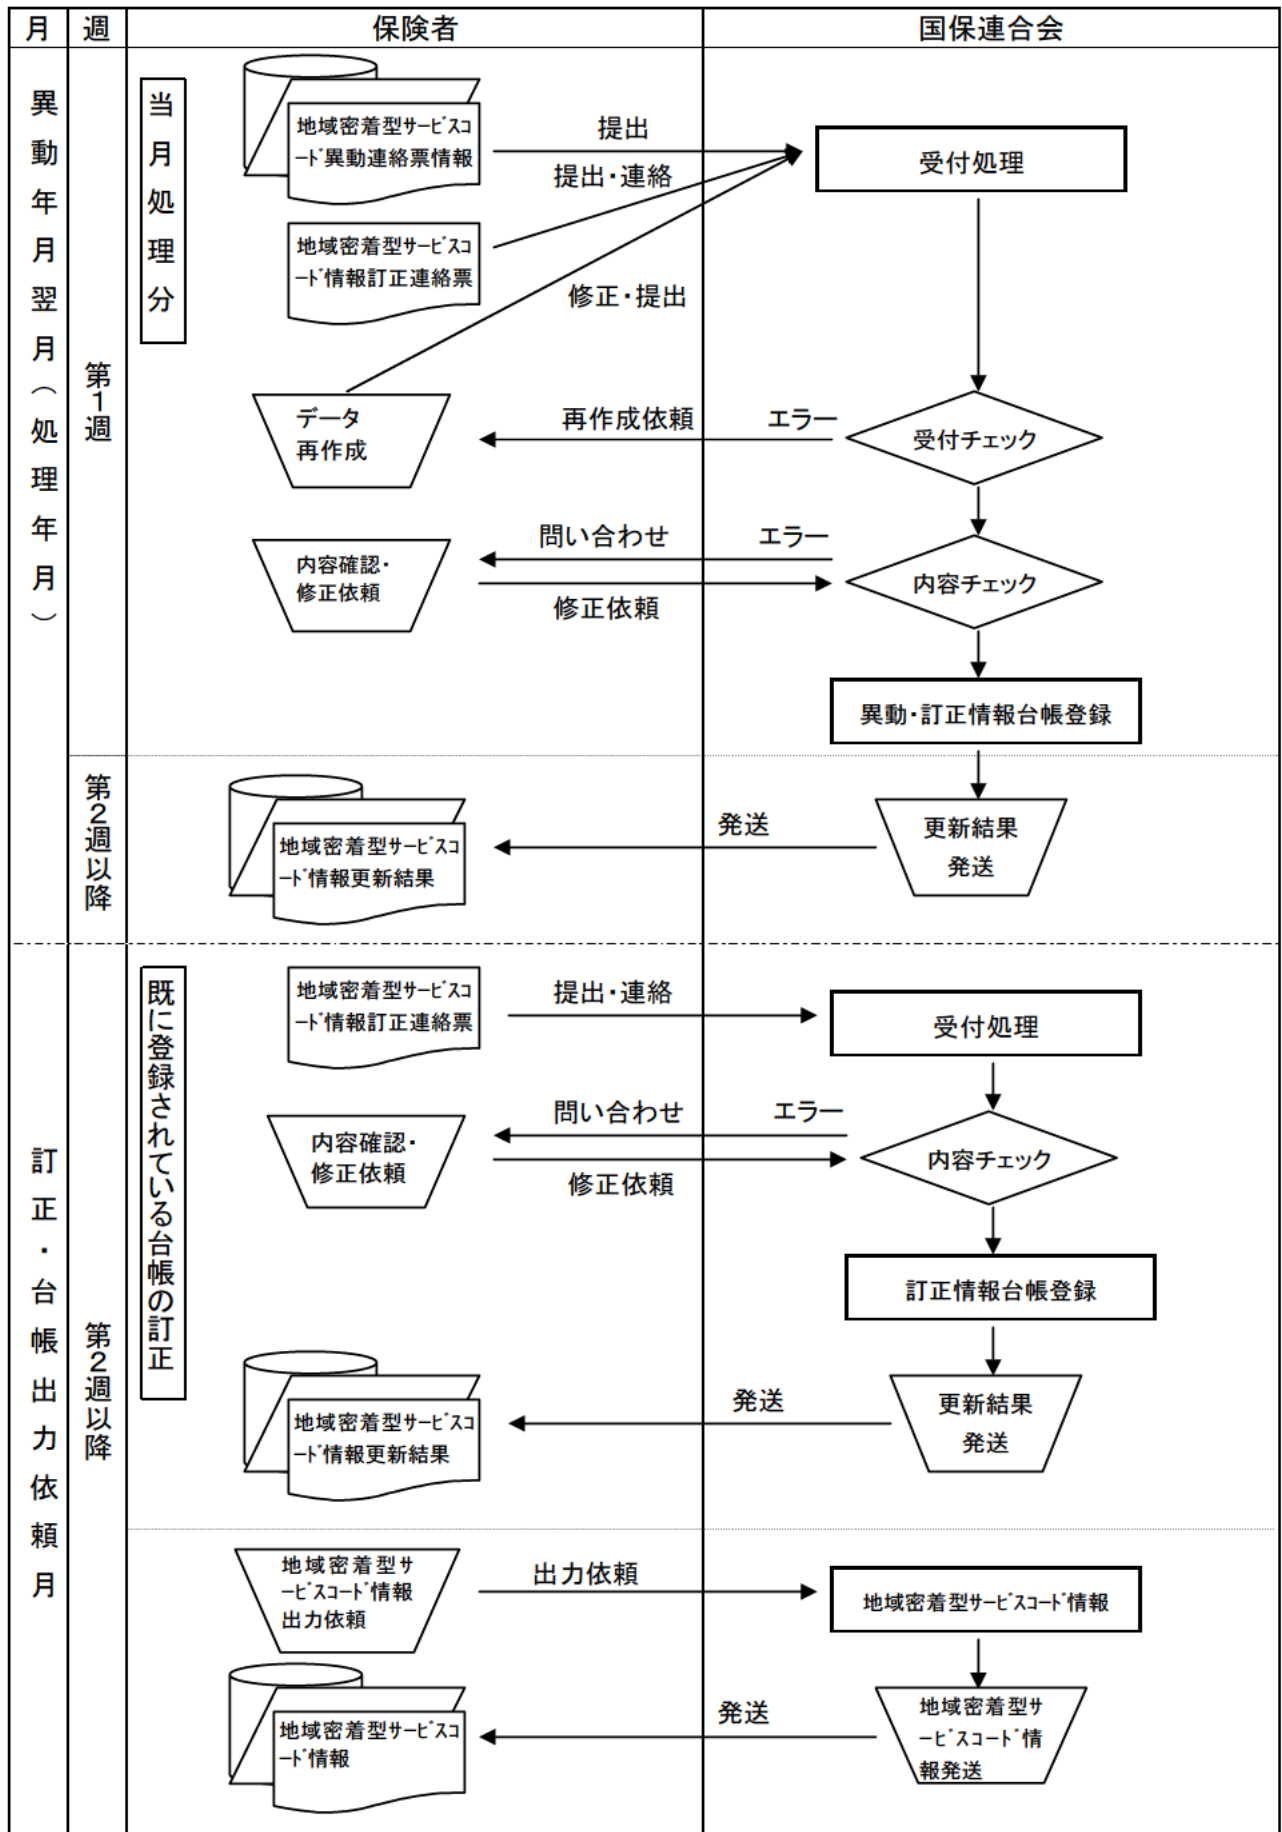 月 週 保険者 国保連合会
異動年月翌月（処理年月）
第1週
当月処理分
地域密着型サービスコ
ード異動連絡票情報
提出
受付処理
提出・連絡
地域密着型サービスコ
ード情報訂正連絡票
修正・提出
データ
再作成
再作成依頼
エラー
受付チェック
問い合わせ
エラー
内容確認・
修正依頼
修正依頼
内容チェック
異動・訂正情報台帳登録
第2週以降
地域密着型サービスコ
ード情報更新結果
発送
更新結果
発送
訂正・台帳出力依頼月
第2週以降
既に登録されている台帳の訂正
地域密着型サービスコ
ード情報訂正連絡票
提出・連絡
受付処理
問い合わせ
エラー
内容確認・
修正依頼
修正依頼
内容チェック
訂正情報台帳登録
地域密着型サービスコ
ード情報更新結果
発送
更新結果
発送
地域密着型サ
ービスコード情報
出力依頼
出力依頼
地域密着型サービスコード情報
地域密着型サービスコ
ード情報
発送
地域密着型サ
ービスコード情
報発送